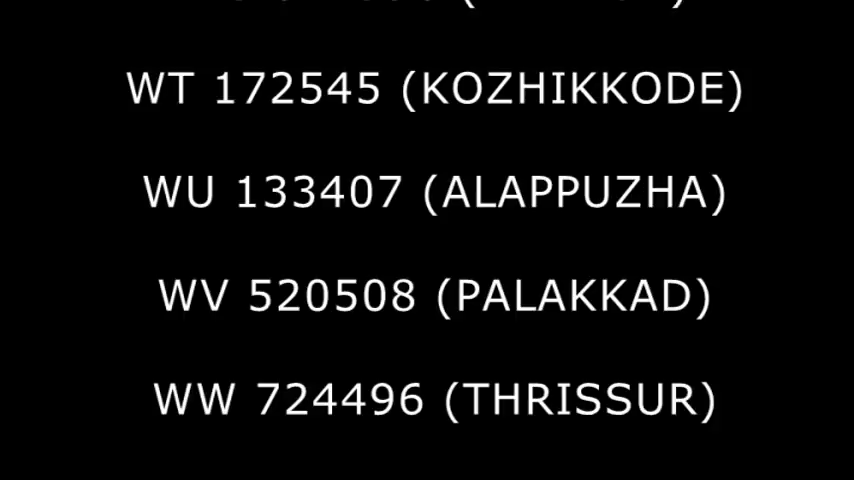 WT 172545 (KOZHIKKODE)
WU 133407 (ALAPPUZHA)
WV 520508 (PALAKKAD)
WW 724496 (THRISSUR)